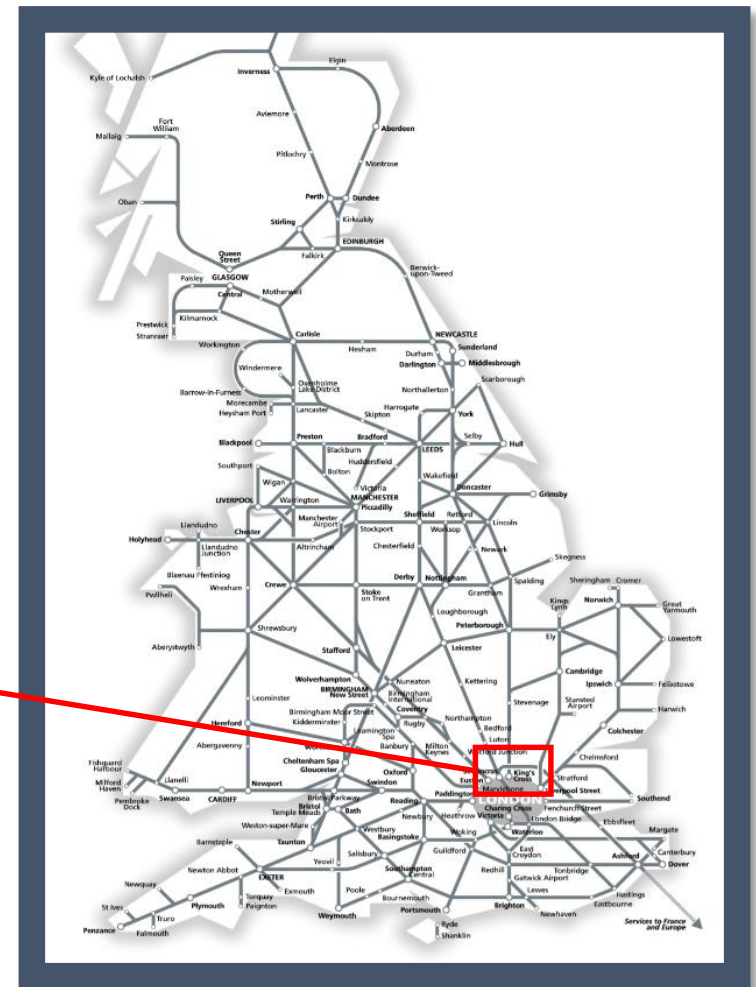 Elgin
Kyle of Lochalsh
Inverness
Aviemore
Fort
William
Mallaig
Aberdeen
Pitlochry
Montrose
Oban
Perth
Dundee
Stirling
Kirkcaldy
Queen
Street
EDINBURGH
Falkirk
Berwick-
upon-Tweed
Paisley
GLASGOW
Central
Motherwell
Prestwick
Kilmarnock
Stranraer
Carlisle
NEWCASTLE
Workington
Hexham
Sunderland
Durham
Darlington
Middlesbrough
Windermere
Scarborough
Oxenholme
Lake District
Northallerton
Barrow-in-Furness
Morecambe
Heysham Port
Lancaster
Harrogate
Skipton
York
Blackpool
Preston
Bradford
Selby
Hull
Blackburn
LEEDS
Southport
Huddersfield
Bolton
Wakefield
Wigan
Victoria
Doncaster
LIVERPOOL
Warrington
MANCHESTER
Piccadilly
Grimsby
Manchester
Airport
Sheffield
Retford
Llandudno
Stockport
Worksop
Lincoln
Holyhead
Chester
Llandudno
Junction
Altrincham
Chesterfield
Newark
Skegness
Blaenau Ffestiniog
Wrexham
Crewe
Stoke
on Trent
Derby
Nottingham
Grantham
Spalding
Sheringham
Cromer
Pwllheli
Kings
Lynn
Norwich
Great
Yarmouth
Loughborough
Shrewsbury
Peterborough
Ely
Lowestoft
Aberystwyth
Stafford
Leicester
Wolverhampton
Nuneaton
Kettering
Cambridge
BIRMINGHAM
New Street
Birmingham
International
Ipswich
Felixstowe
Leominster
Coventry
Stevenage
Stansted
Airport
Birmingham Moor Street
Rugby
Northampton
Harwich
Hereford
Kidderminster
Leamington
Spa
Bedford
Colchester
Abergavenny
Banbury
Milton
Keynes
Luton
Watford Junction
Chelmsford
Fishguard
Harbour
Cheltenham Spa
Gloucester
Oxford
Euston
King's
Cross
Stratford
Milford
Haven
Llanelli
Newport
Swindon
Marylebone
Liverpool Street
Pembroke
Dock
Swansea
CARDIFF
Bristol Parkway
Reading
Paddington
LONDON
Fenchurch Street
Southend
Bristol
Temple Meads
Bath
Charing Cross
London Bridge
Ebbsfleet
Weston-super-Mare
Westbury
Newbury
Heathrow
Victoria
Waterloo
Margate
Barnstaple
Taunton
Basingstoke
Woking
East
Croydon
Canterbury
Yeovil
Salisbury
Guildford
Ashford
Dover
Newton Abbot
EXETER
Southampton
Central
Redhill
Tonbridge
Gatwick Airport
Newquay
Exmouth
Poole
Lewes
Hastings
St Ives
Plymouth
Torquay
Paignton
Bournemouth
Eastbourne
Truro
Weymouth
Portsmouth
Brighton
Newhaven
Penzance
Falmouth
Ryde
Shanklin
Services to France
and Europe